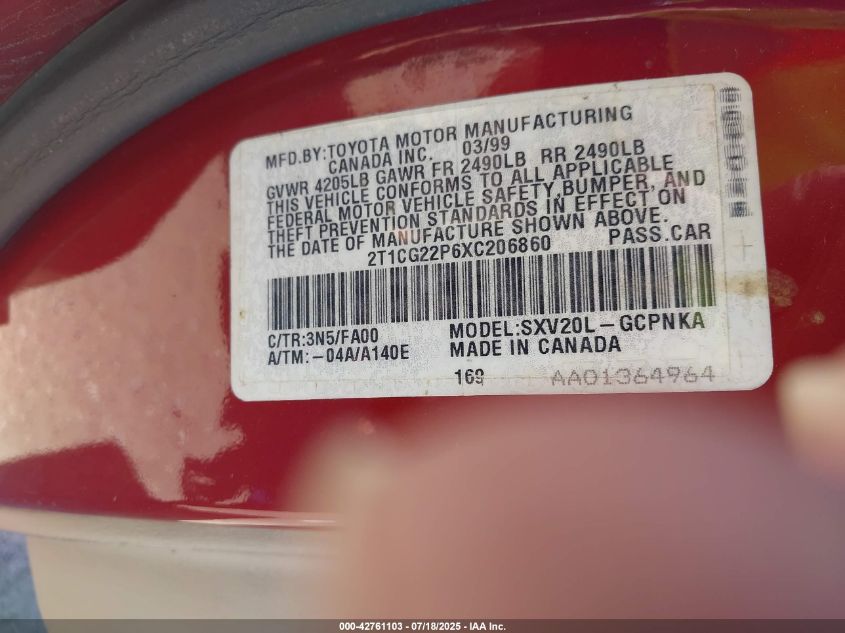 MFD.BY:TOYOTA MOTOR MANUFACTURING
CANADA INC. 03/99
GVWR 4205LB GAWR FR 2490LB RR 2490LB
THIS VEHICLE CONFORMS TO ALL APPLICABLE
FEDERAL MOTOR VEHICLE SAFETY,BUMPER, AND
THEFT PREVENTION STANDARDS IN EFFECT ON
THE DATE OF MANUFACTURE SHOWN ABOVE.
2T1CG22P6XC206860 PASS.CAR
C/TR:3N5/FA00 MODEL:SXV20L-GCPNKA
A/TM:-04A/A140E MADE IN CANADA
169 AA01364964
000-42761103 - 07/18/2025 - IAA Inc.